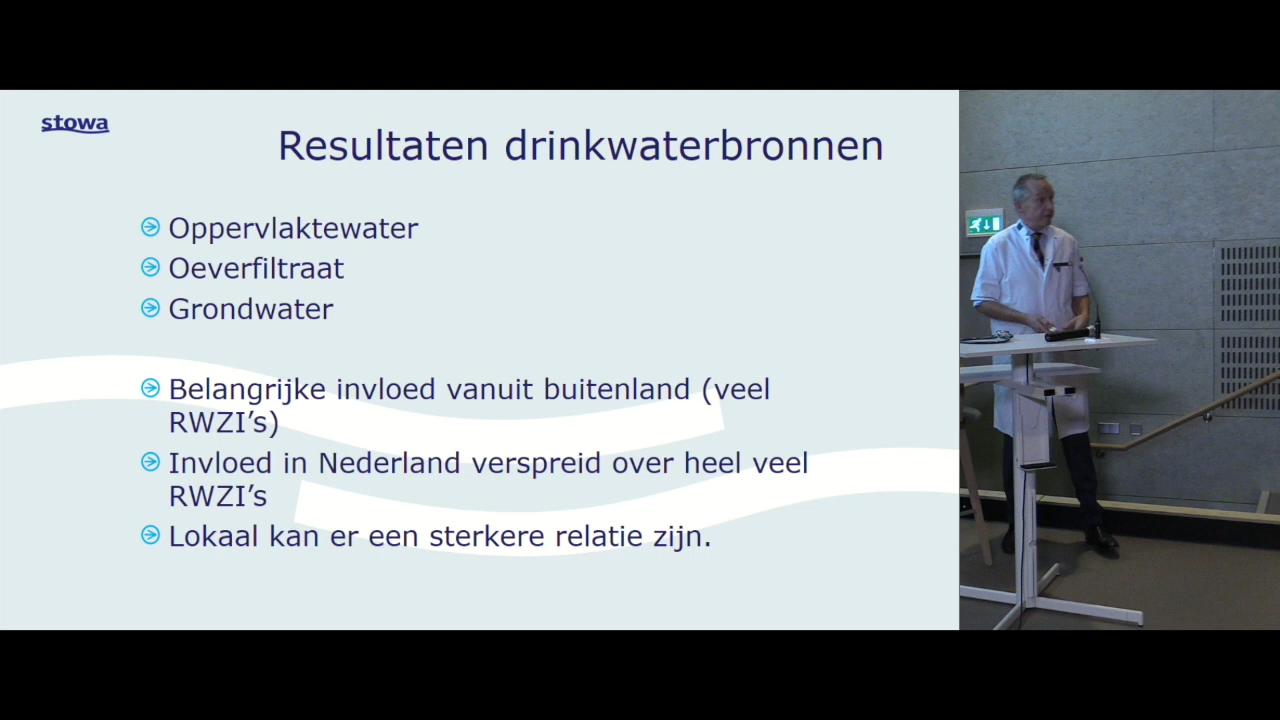 stowa
Resultaten drinkwaterbronnen
Oppervlaktewater
Oeverfiltraat
Grondwater
Belangrijke invloed vanuit buitenland (veel
RWZI’s)
Invloed in Nederland verspreid over heel veel
RWZI’s
Lokaal kan er een sterkere relatie zijn.